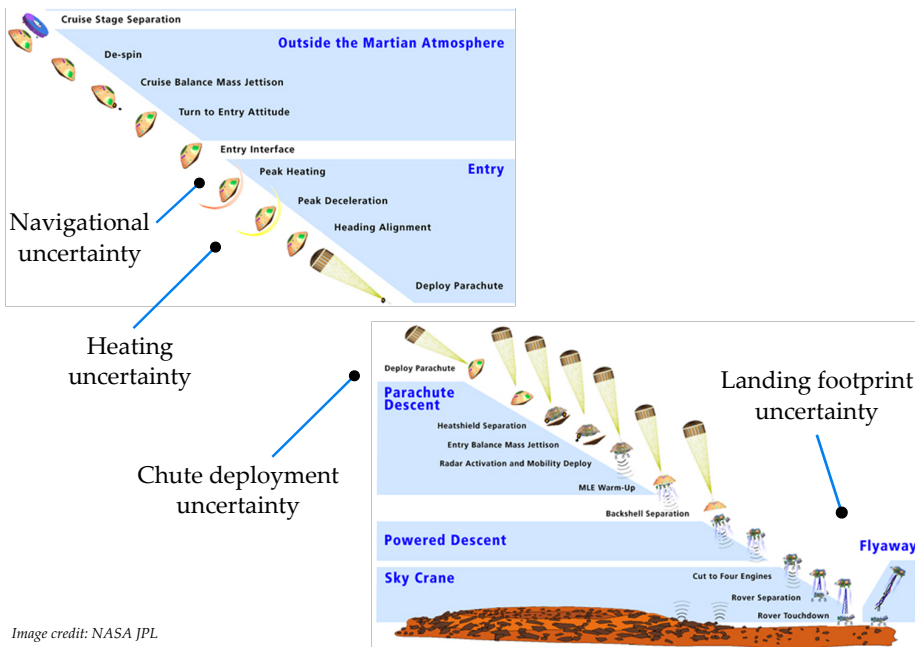 Cruise Stage Separation
Outside the Martian Atmosphere
De-spin
Cruise Balance Mass Jettison
Turn to Entry Attitude
Entry Interface
Entry
Peak Heating
Peak Deceleration
Heading Alignment
Deploy Parachute
Navigational
uncertainty
Heating
uncertainty
Deploy Parachute
Parachute
Descent
Heatshield Separation
Entry Balance Mass Jettison
Radar Activation and Mobility Deploy
MLE Warm-Up
Backshell Separation
Chute deployment
uncertainty
Landing footprint
uncertainty
Powered Descent
Flyaway
Sky Crane
Cut to Four Engines
Rover Separation
Rover Touchdown
Image credit: NASA JPL